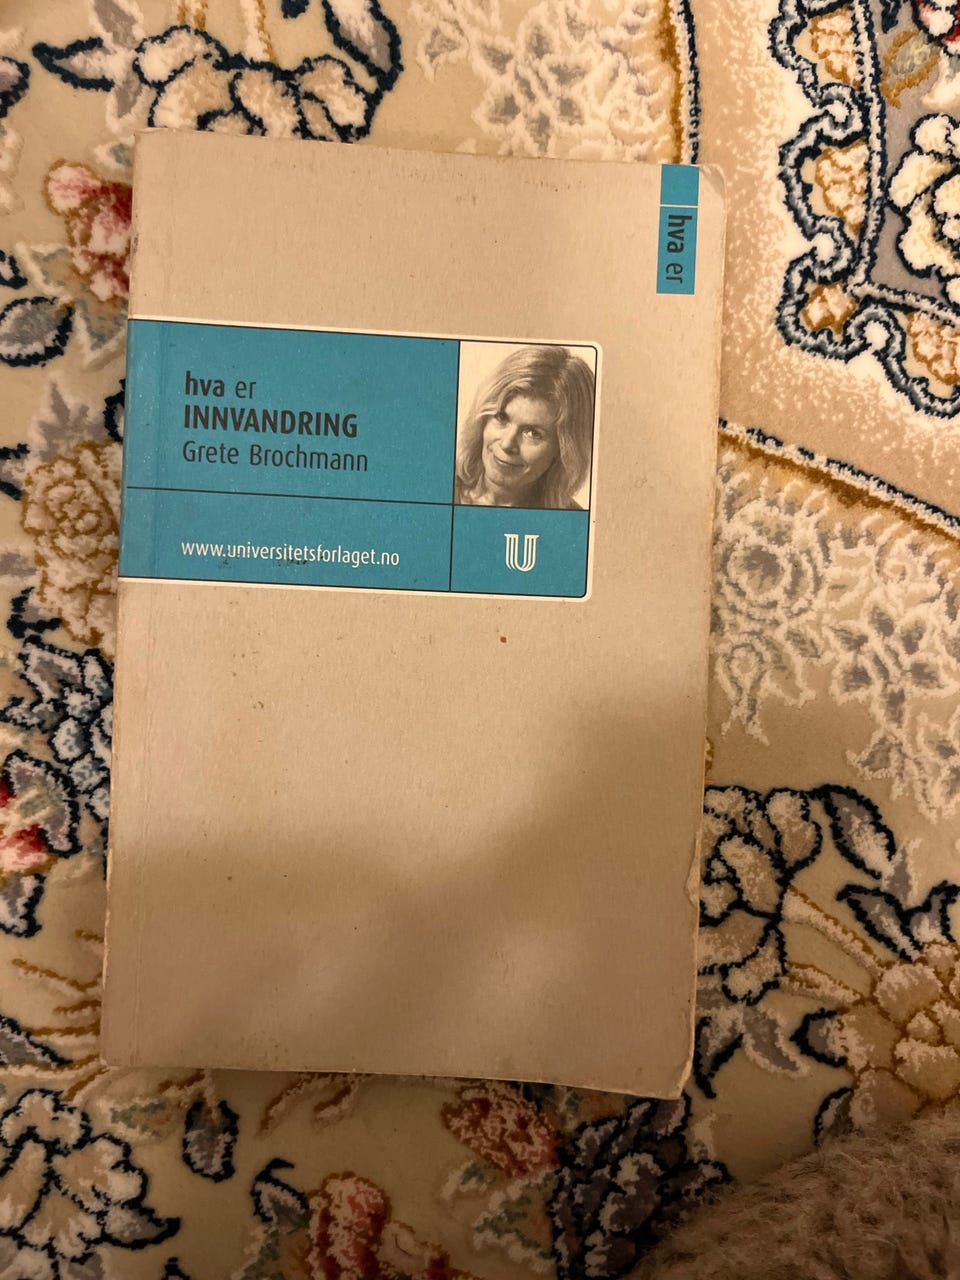 hva er
hva er
INNVANDRING
Grete Brochmann
www.universitetsforlaget.no
U